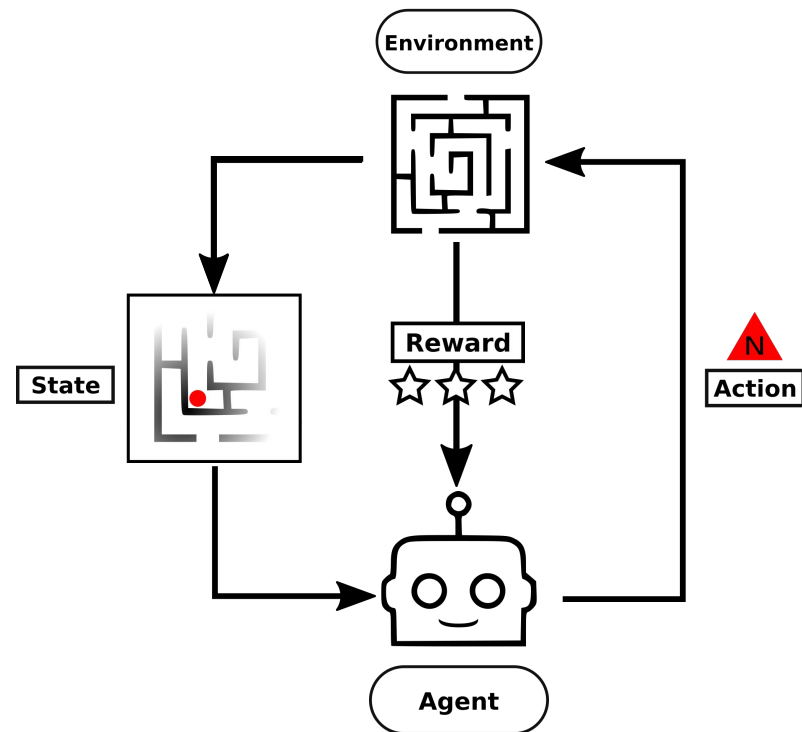 Environment
Reward
N
State
Action
Agent